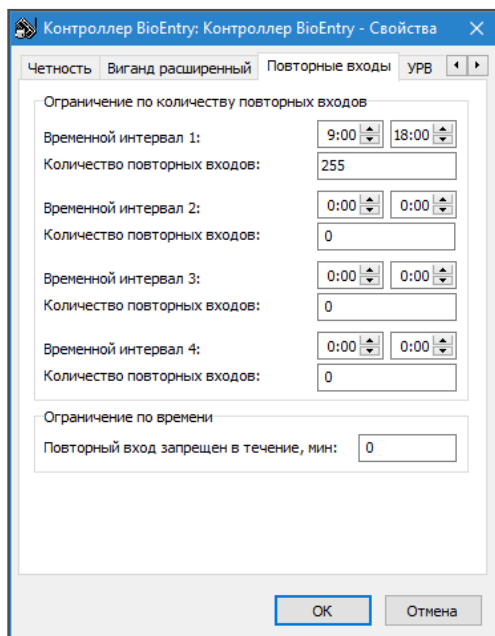 Контроллер BioEntry: Контроллер BioEntry - Свойства
Четность Виганд расширенный Повторные входы УРВ
Ограничение по количеству повторных входов
Временной интервал 1: 9:00 18:00
Количество повторных входов: 255
Временной интервал 2: 0:00 0:00
Количество повторных входов: 0
Временной интервал 3: 0:00 0:00
Количество повторных входов: 0
Временной интервал 4: 0:00 0:00
Количество повторных входов: 0
Ограничение по времени
Повторный вход запрещен в течение, мин: 0
ОК Отмена